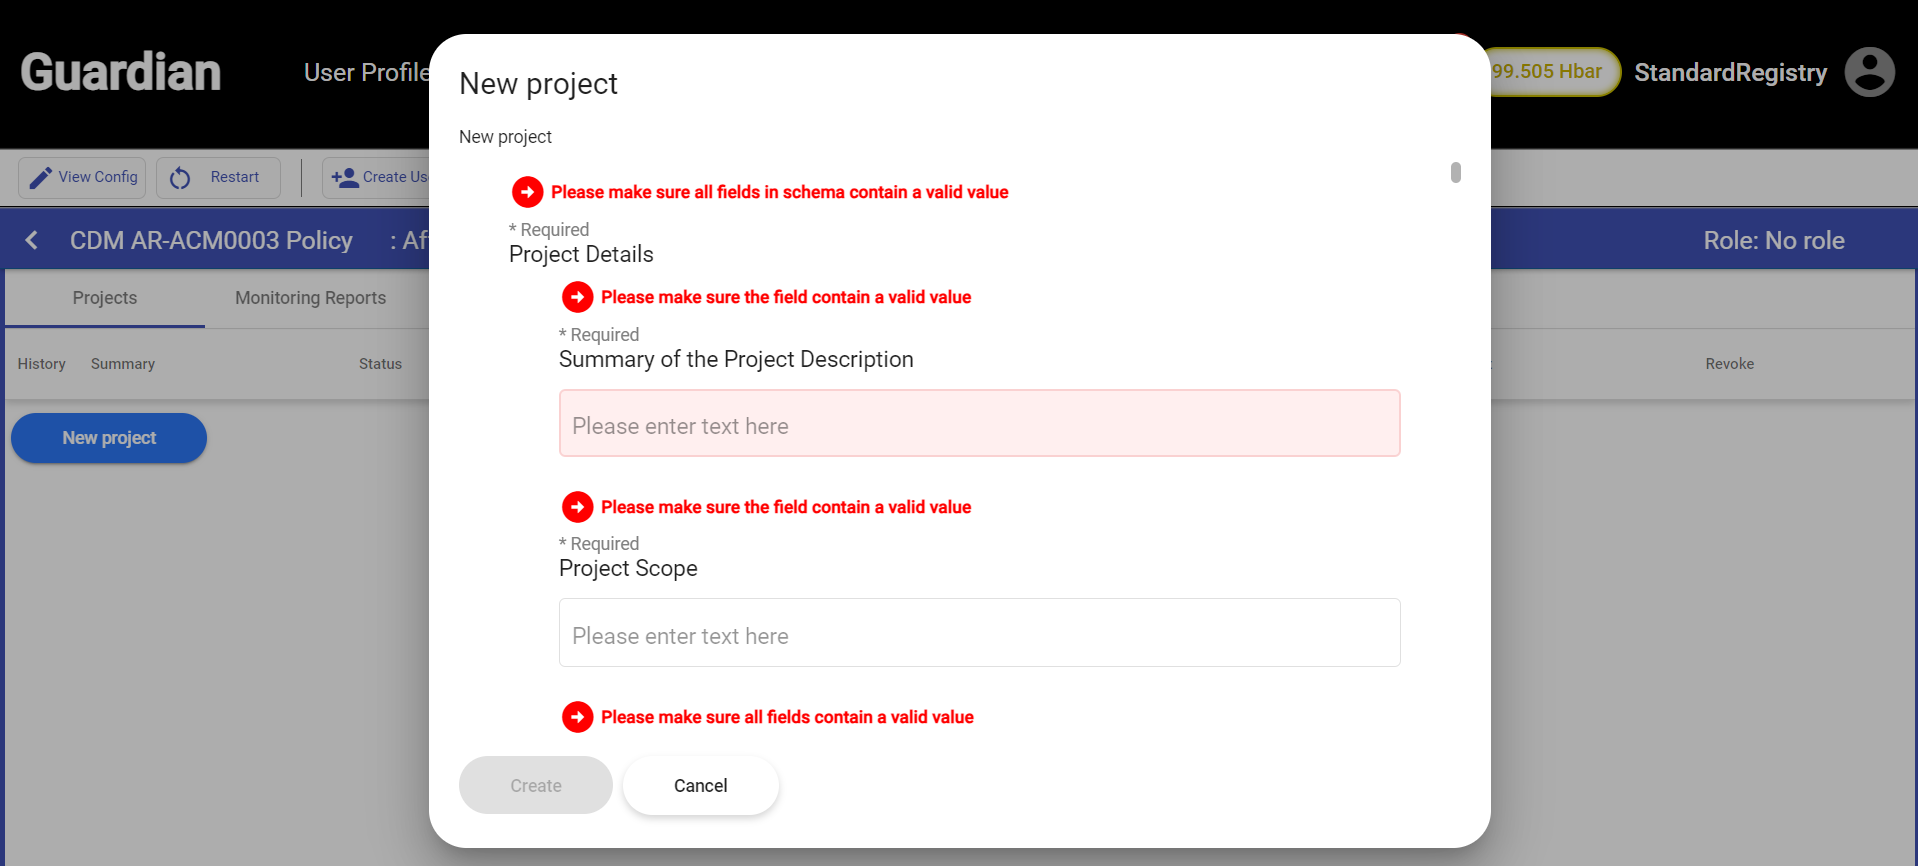 Guardian
User Profile
99.505 Hbar
StandardRegistry
View Config
Restart
Create Us
CDM AR-ACM0003 Policy
: Af
Role: No role
Projects
Monitoring Reports
History
Summary
Status
Revoke
New project
New project
New project
Please make sure all fields in schema contain a valid value
* Required
Project Details
Please make sure the field contain a valid value
* Required
Summary of the Project Description
Please enter text here
Please make sure the field contain a valid value
* Required
Project Scope
Please enter text here
Please make sure all fields contain a valid value
Create
Cancel